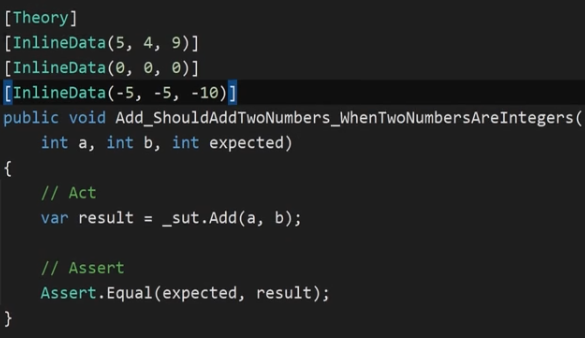 [Theory]
[InlineData(5, 4, 9)]
[InlineData(0, 0, 0)]
[InlineData(-5, -5, -10)]
public void Add_ShouldAddTwoNumbers_WhenTwoNumbersAreIntegers(
    int a, int b, int expected)
{
    // Act
    var result = _sut.Add(a, b);

    // Assert
    Assert.Equal(expected, result);
}